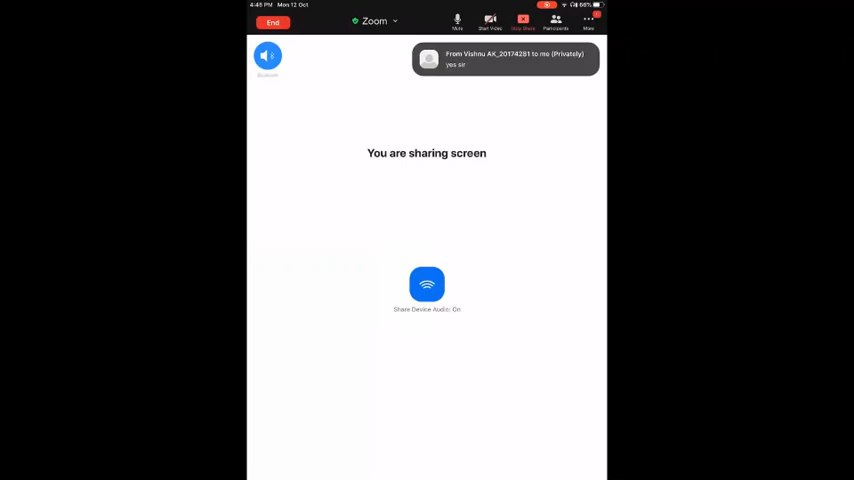 4:45 PM Mon 12 Oct
66%
End
Zoom
Mute
Start Video
Stop Share
Participants
More
Bluetooth
From Vishnu AK_20174281 to me (Privately)
yes sir
You are sharing screen
Share Device Audio: On